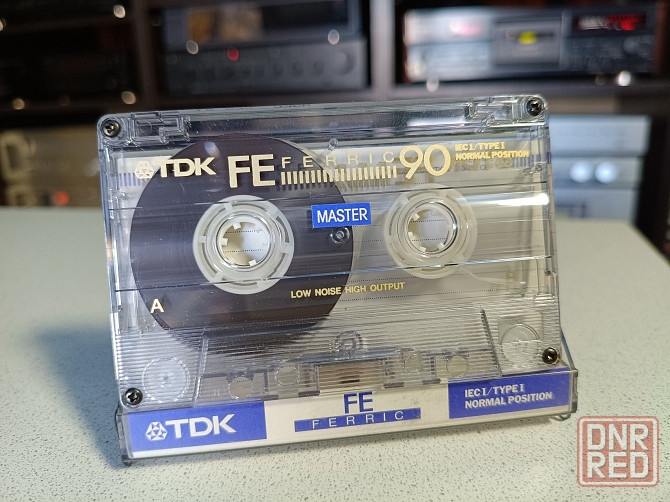 TDK FE FERRIC 90 IEC I/TYPE I
NORMAL POSITION
MASTER
A
LOW NOISE HIGH OUTPUT
TDK
FE
FERRIC
IEC I/TYPE I
NORMAL POSITION
DNR
RED